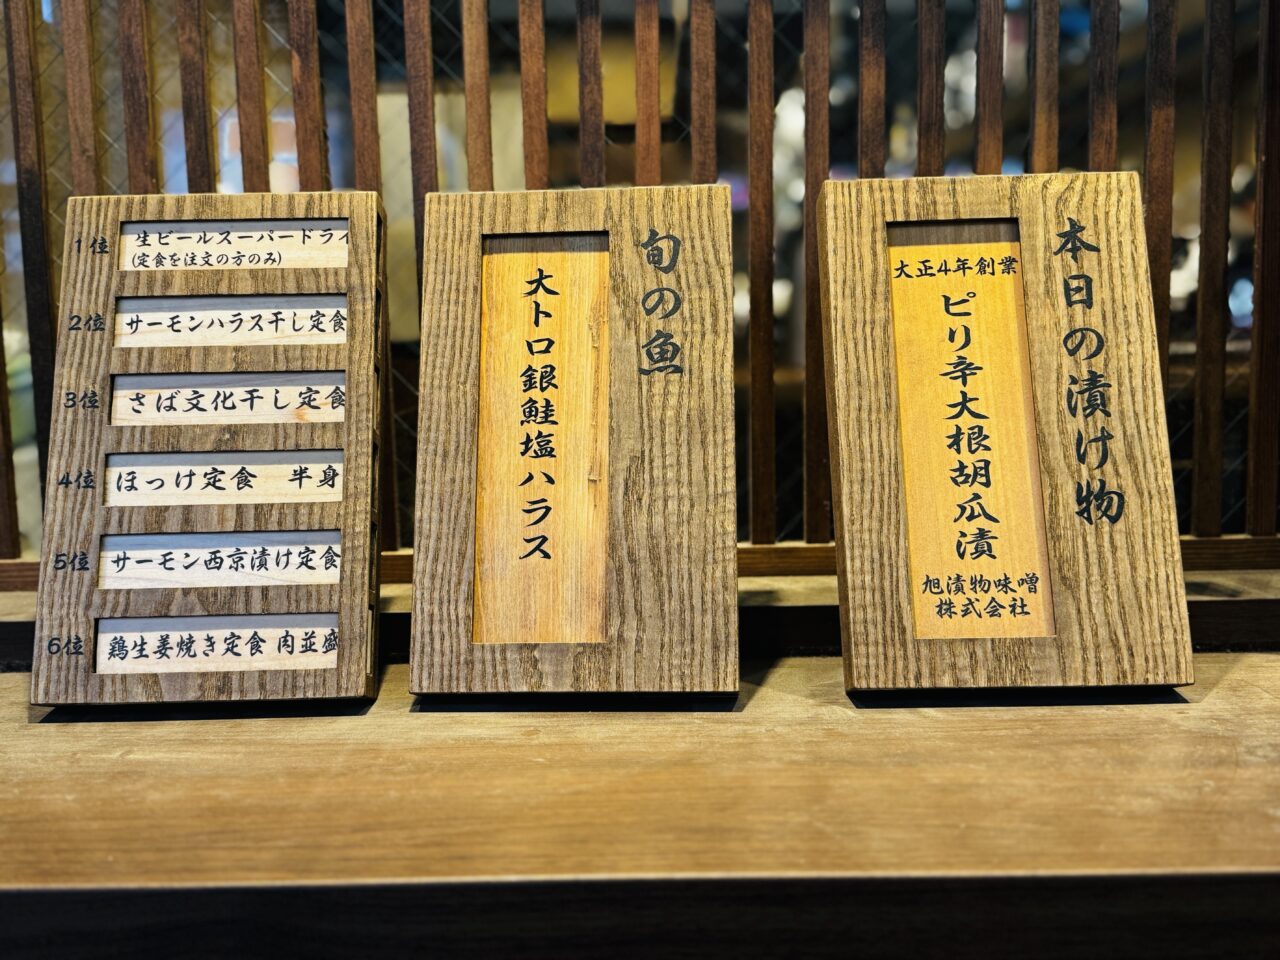 1位 生ビールスーパードライ
(定食を注文の方のみ)
2位 サーモンハラス干し定食
3位 さば文化干し定食
4位 ほっけ定食 半身
5位 サーモン西京漬け定食
6位 鶏生姜焼き定食 肉並盛
旬の魚
大トロ銀鮭塩ハラス
本日の漬け物
大正4年創業
ピリ辛大根胡瓜漬
旭漬物味噌
株式会社